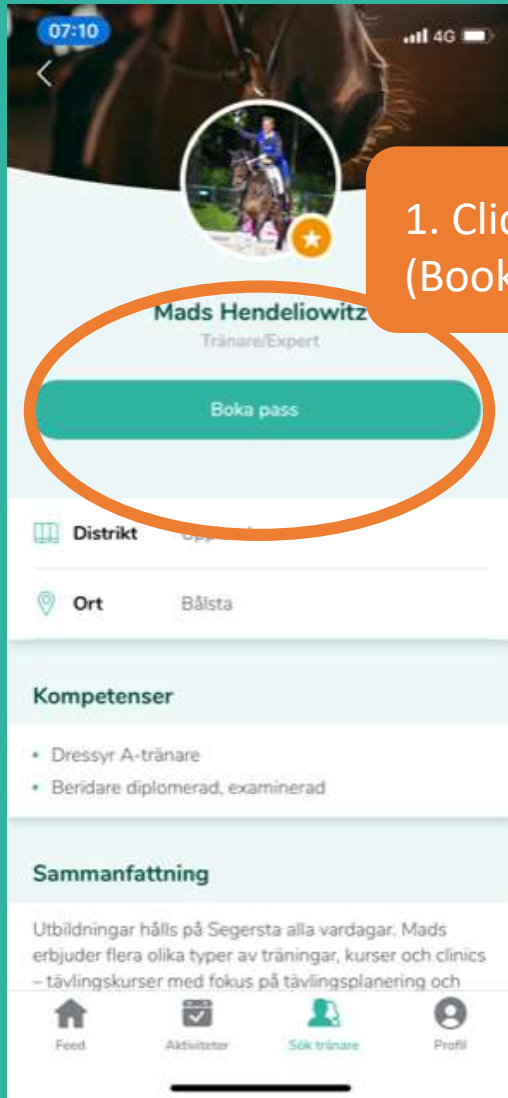 07:10
4G
1. Clic
(Book
Mads Hendeliowitz
Tränare/Expert
Boka pass
Distrikt
Ort Bålsta
Kompetenser
• Dressyr A-tränare
• Beridare diplomerad, examinerad
Sammanfattning
Utbildningar hålls på Segersta alla vardagar. Mads
erbjuder flera olika typer av träningar, kurser och clinics
– tävlingskurser med fokus på tävlingsplanering och
Feed Aktiviteter Sök tränare Profil